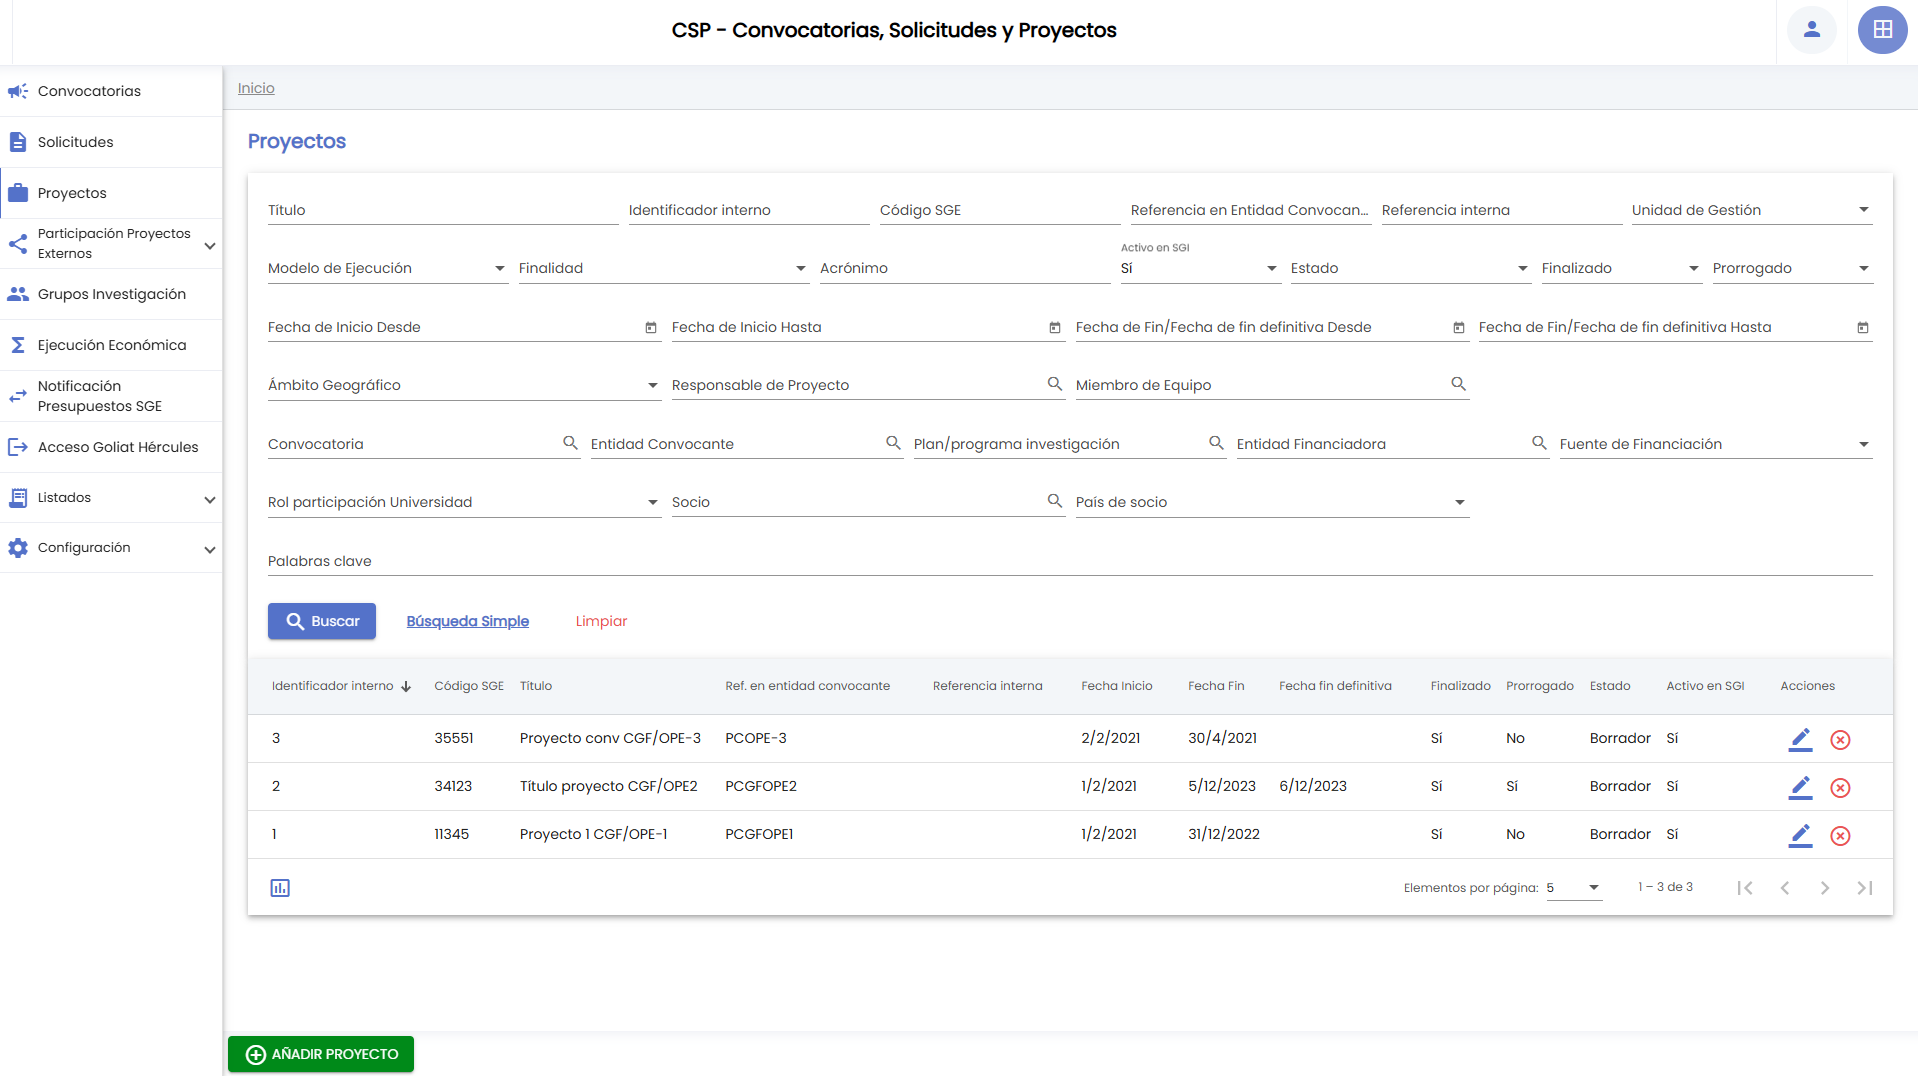 CSP - Convocatorias, Solicitudes y Proyectos
Convocatorias
Solicitudes
Proyectos
Participación Proyectos
Externos
Grupos Investigación
Ejecución Económica
Notificación
Presupuestos SGE
Acceso Goliat Hércules
Listados
Configuración
Inicio
Proyectos
Título Identificador interno Código SGE Referencia en Entidad Convocan... Referencia interna Unidad de Gestión
Activo en SGI
Modelo de Ejecución Finalidad Acrónimo Sí Estado Finalizado Prorrogado
Fecha de Inicio Desde Fecha de Inicio Hasta Fecha de Fin/Fecha de fin definitiva Desde Fecha de Fin/Fecha de fin definitiva Hasta
Ámbito Geográfico Responsable de Proyecto Miembro de Equipo
Convocatoria Entidad Convocante Plan/programa investigación Entidad Financiadora Fuente de Financiación
Rol participación Universidad Socio País de socio
Palabras clave
Buscar Búsqueda Simple Limpiar
Identificador interno Código SGE Título Ref. en entidad convocante Referencia interna Fecha Inicio Fecha Fin Fecha fin definitiva Finalizado Prorrogado Estado Activo en SGI Acciones
3 35551 Proyecto conv CGF/OPE-3 PCOPE-3 2/2/2021 30/4/2021 Sí No Borrador Sí
2 34123 Título proyecto CGF/OPE2 PCGFOPE2 1/2/2021 5/12/2023 6/12/2023 Sí Sí Borrador Sí
1 11345 Proyecto 1 CGF/OPE-1 PCGFOPE1 1/2/2021 31/12/2022 Sí No Borrador Sí
Elementos por página: 5 1 – 3 de 3
AÑADIR PROYECTO